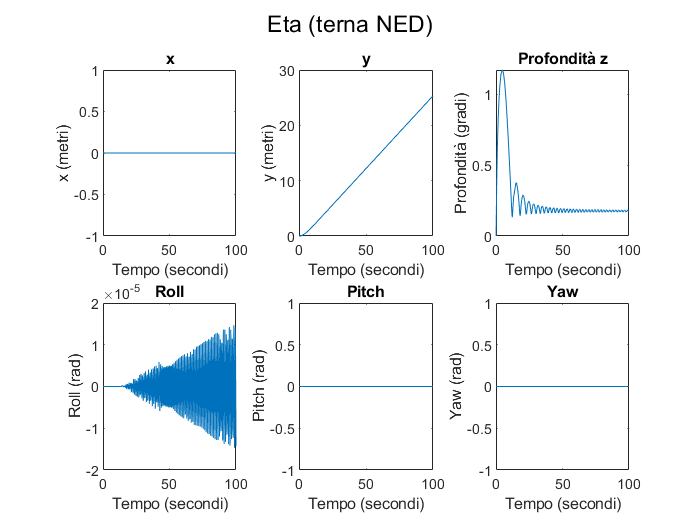 Eta (terna NED)
x
1
0.5
0
-0.5
-1
x (metri)
0 50 100
Tempo (secondi)
y
30
20
10
0
y (metri)
0 50 100
Tempo (secondi)
Profondità z
1
0.5
0
Profondità (gradi)
0 50 100
Tempo (secondi)
Roll
×10-5
2
1
0
-1
-2
Roll (rad)
0 50 100
Tempo (secondi)
Pitch
1
0.5
0
-0.5
-1
Pitch (rad)
0 50 100
Tempo (secondi)
Yaw
1
0.5
0
-0.5
-1
Yaw (rad)
0 50 100
Tempo (secondi)